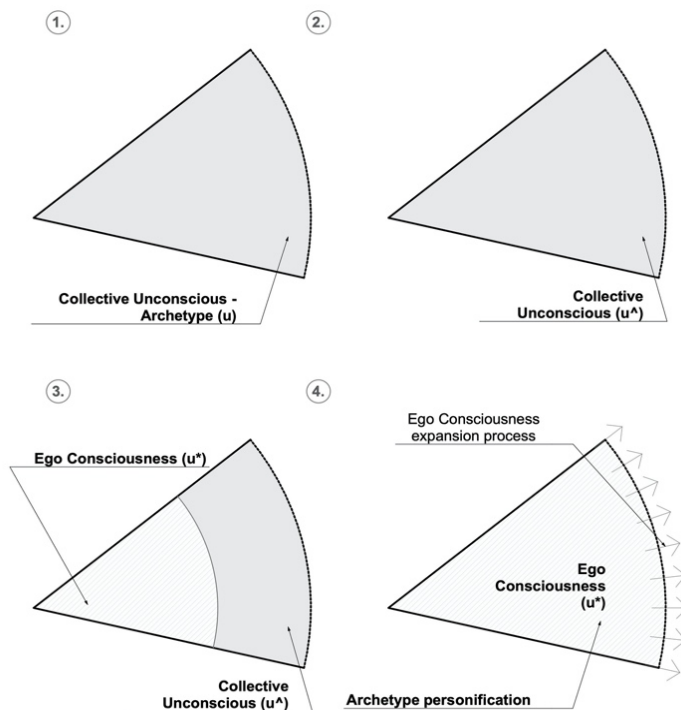 1.
2.
Collective Unconscious -
Archetype (u)
Collective
Unconscious (u^)
3.
4.
Ego Consciousness (u*)
Collective
Unconscious (u^)
Ego Consciousness
expansion process
Ego
Consciousness
(u*)
Archetype personification